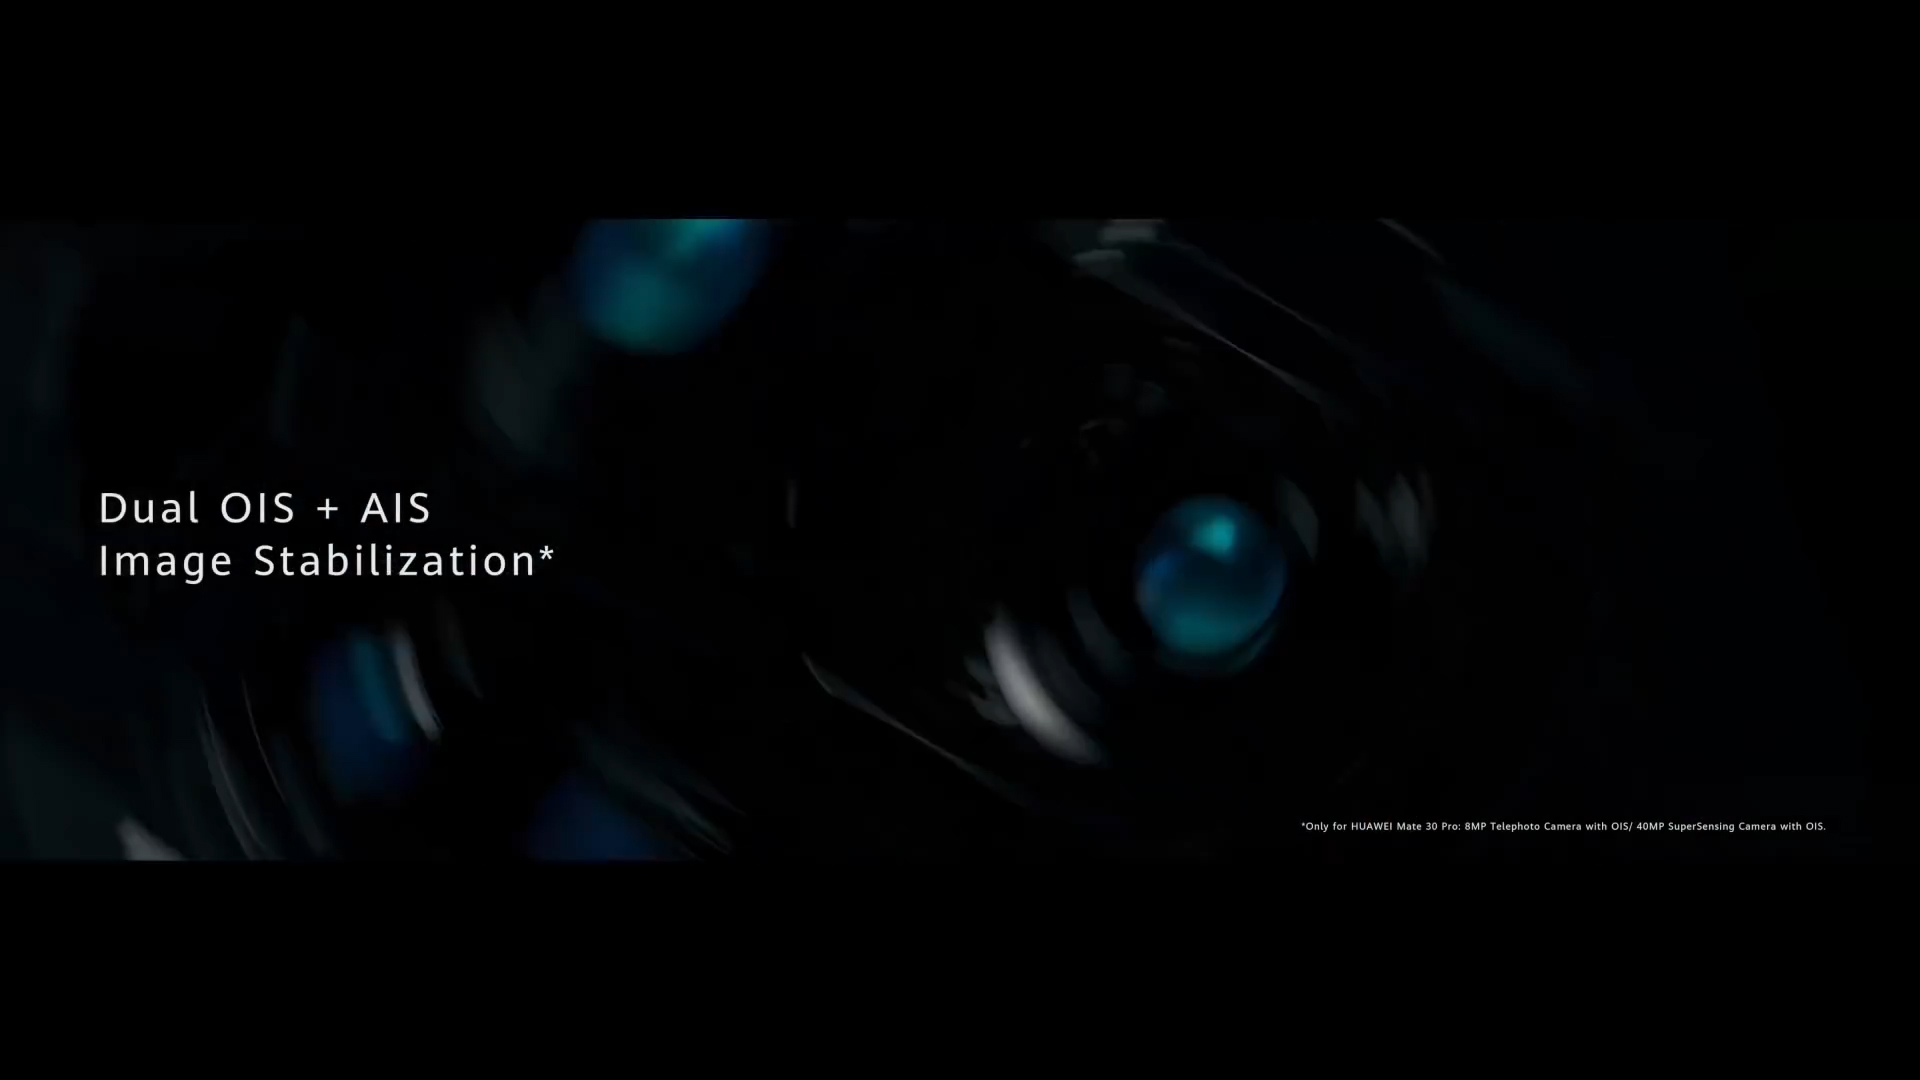 Dual OIS + AIS
Image Stabilization*
*Only for HUAWEI Mate 30 Pro: 8MP Telephoto Camera with OIS/ 40MP SuperSensing Camera with OIS.